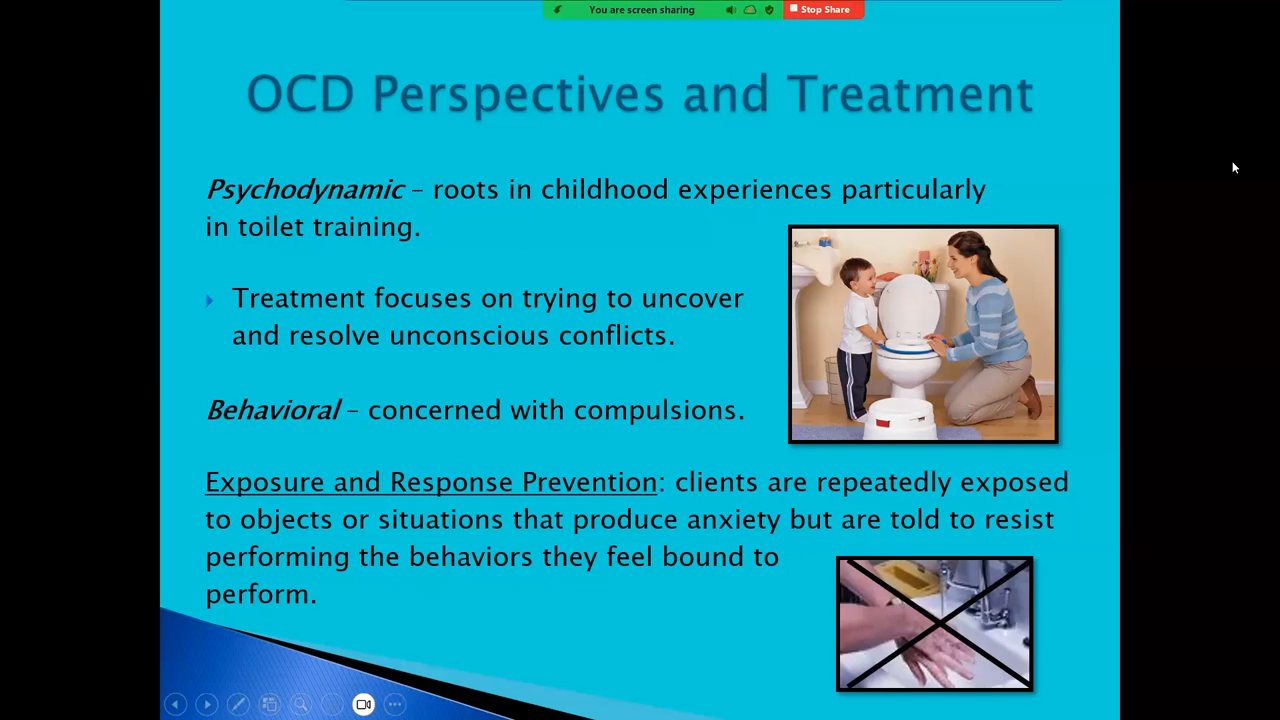 You are screen sharing
Stop Share
OCD Perspectives and Treatment
Psychodynamic – roots in childhood experiences particularly
in toilet training.
Treatment focuses on trying to uncover
and resolve unconscious conflicts.
Behavioral – concerned with compulsions.
Exposure and Response Prevention: clients are repeatedly exposed
to objects or situations that produce anxiety but are told to resist
performing the behaviors they feel bound to
perform.